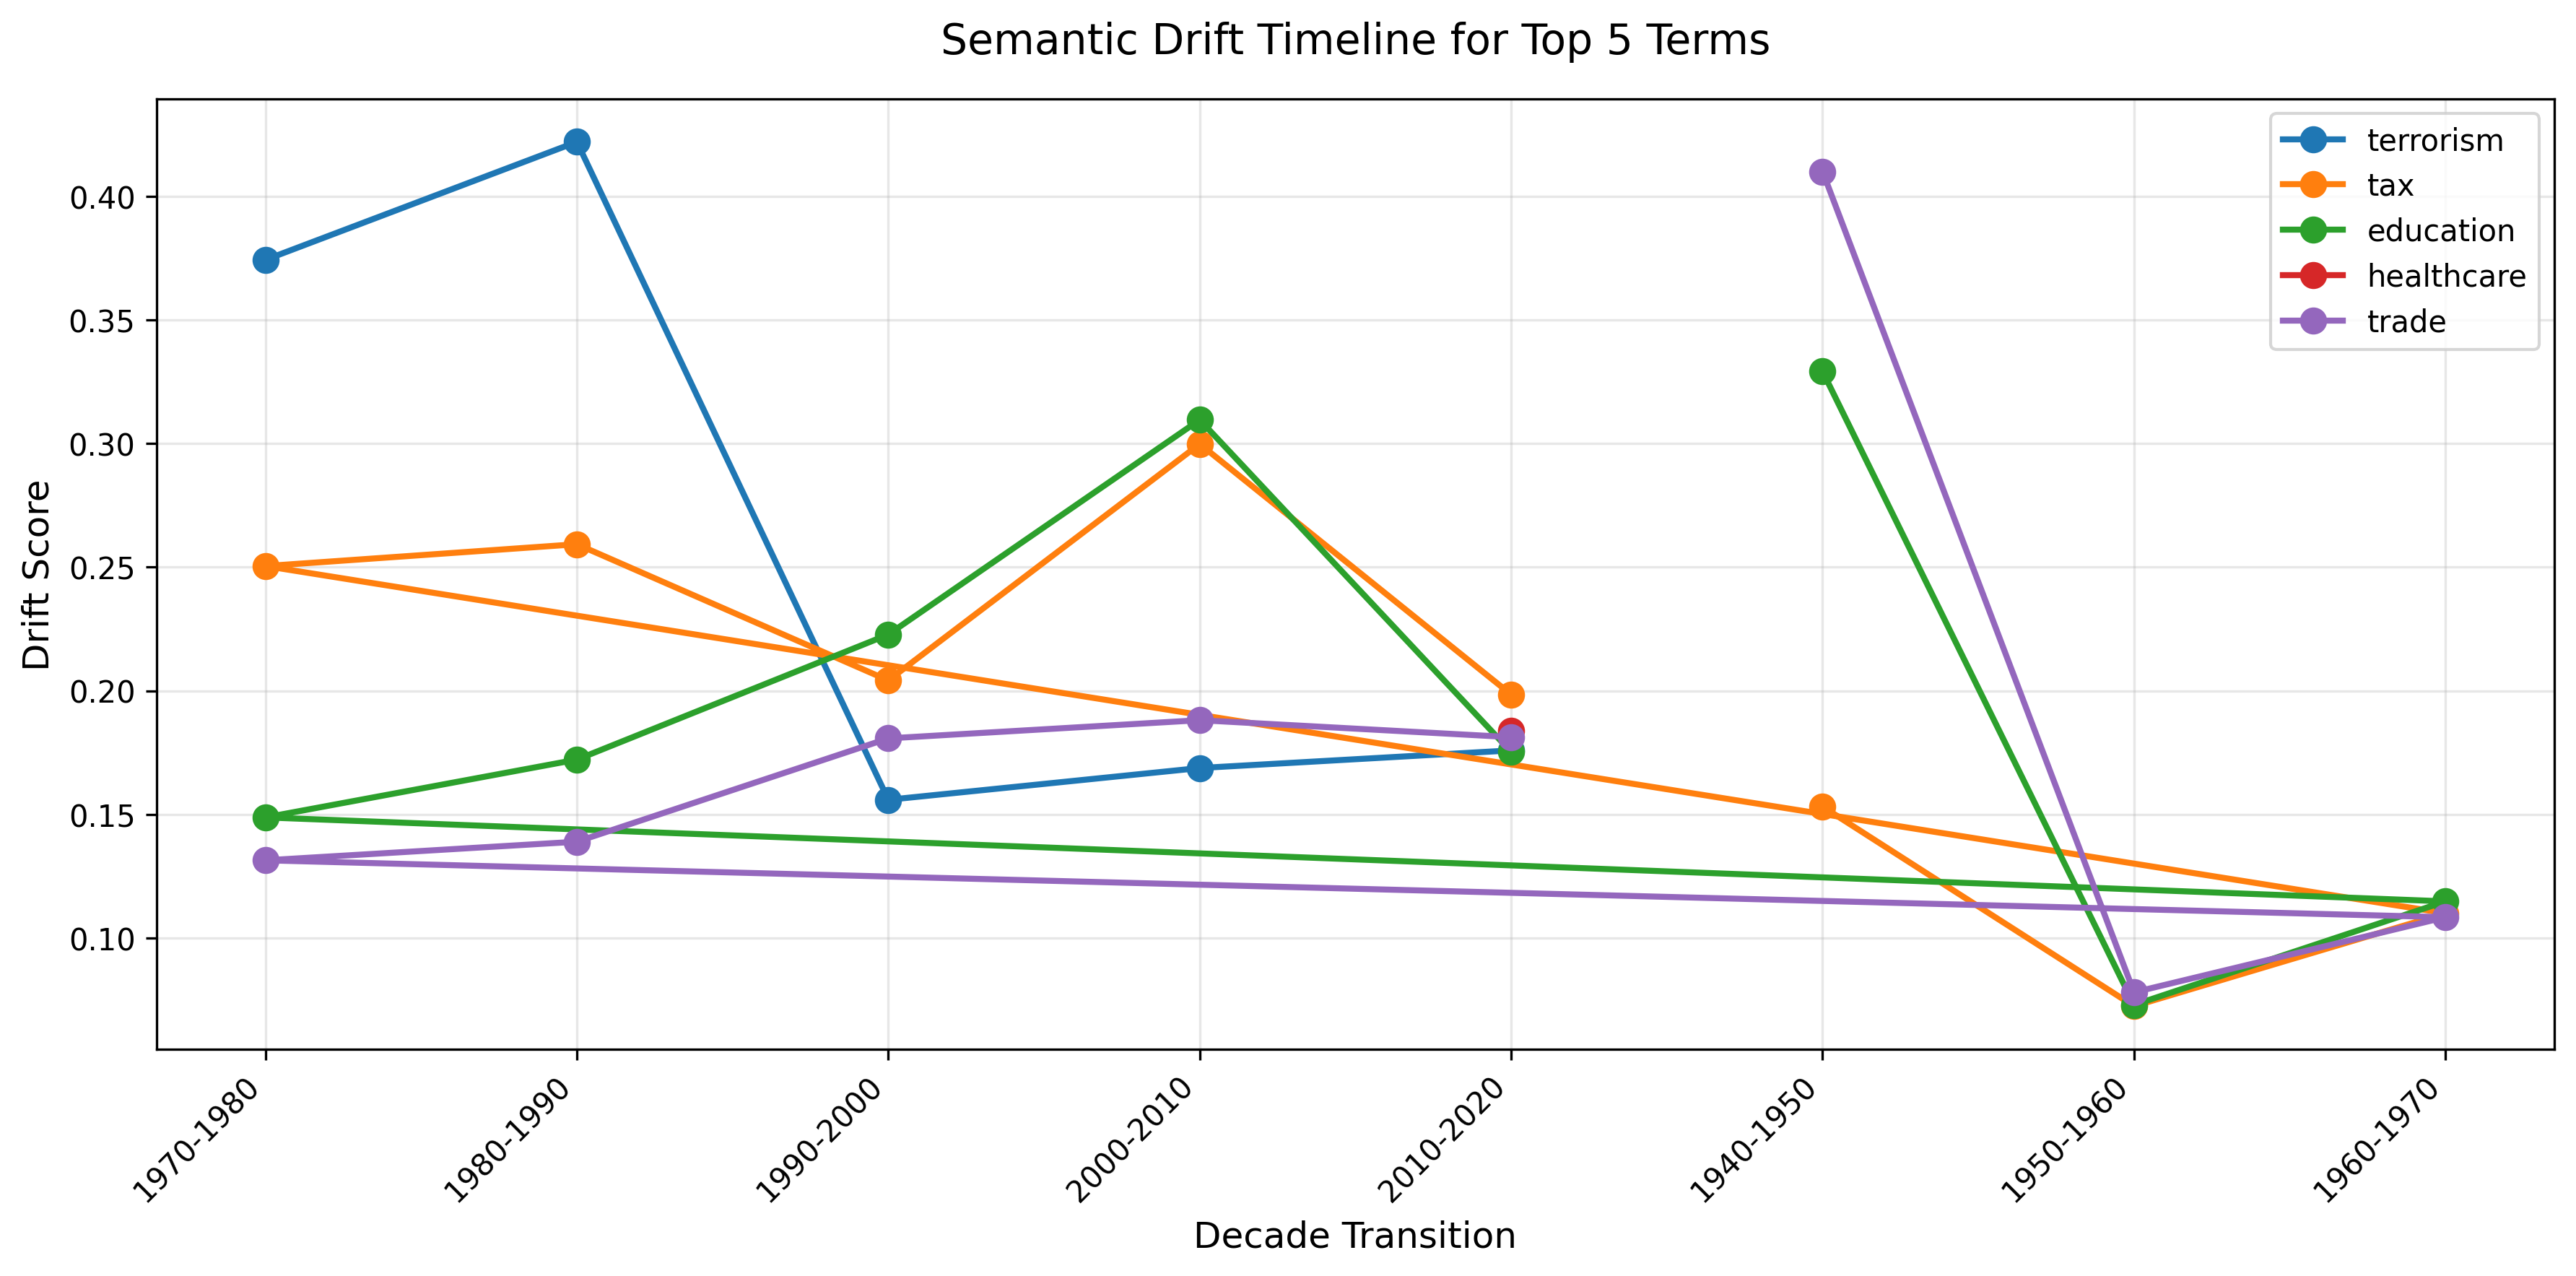 Semantic Drift Timeline for Top 5 Terms
terrorism
tax
education
healthcare
trade
Drift Score
0.40
0.35
0.30
0.25
0.20
0.15
0.10
1970-1980
1980-1990
1990-2000
2000-2010
2010-2020
1940-1950
1950-1960
1960-1970
Decade Transition